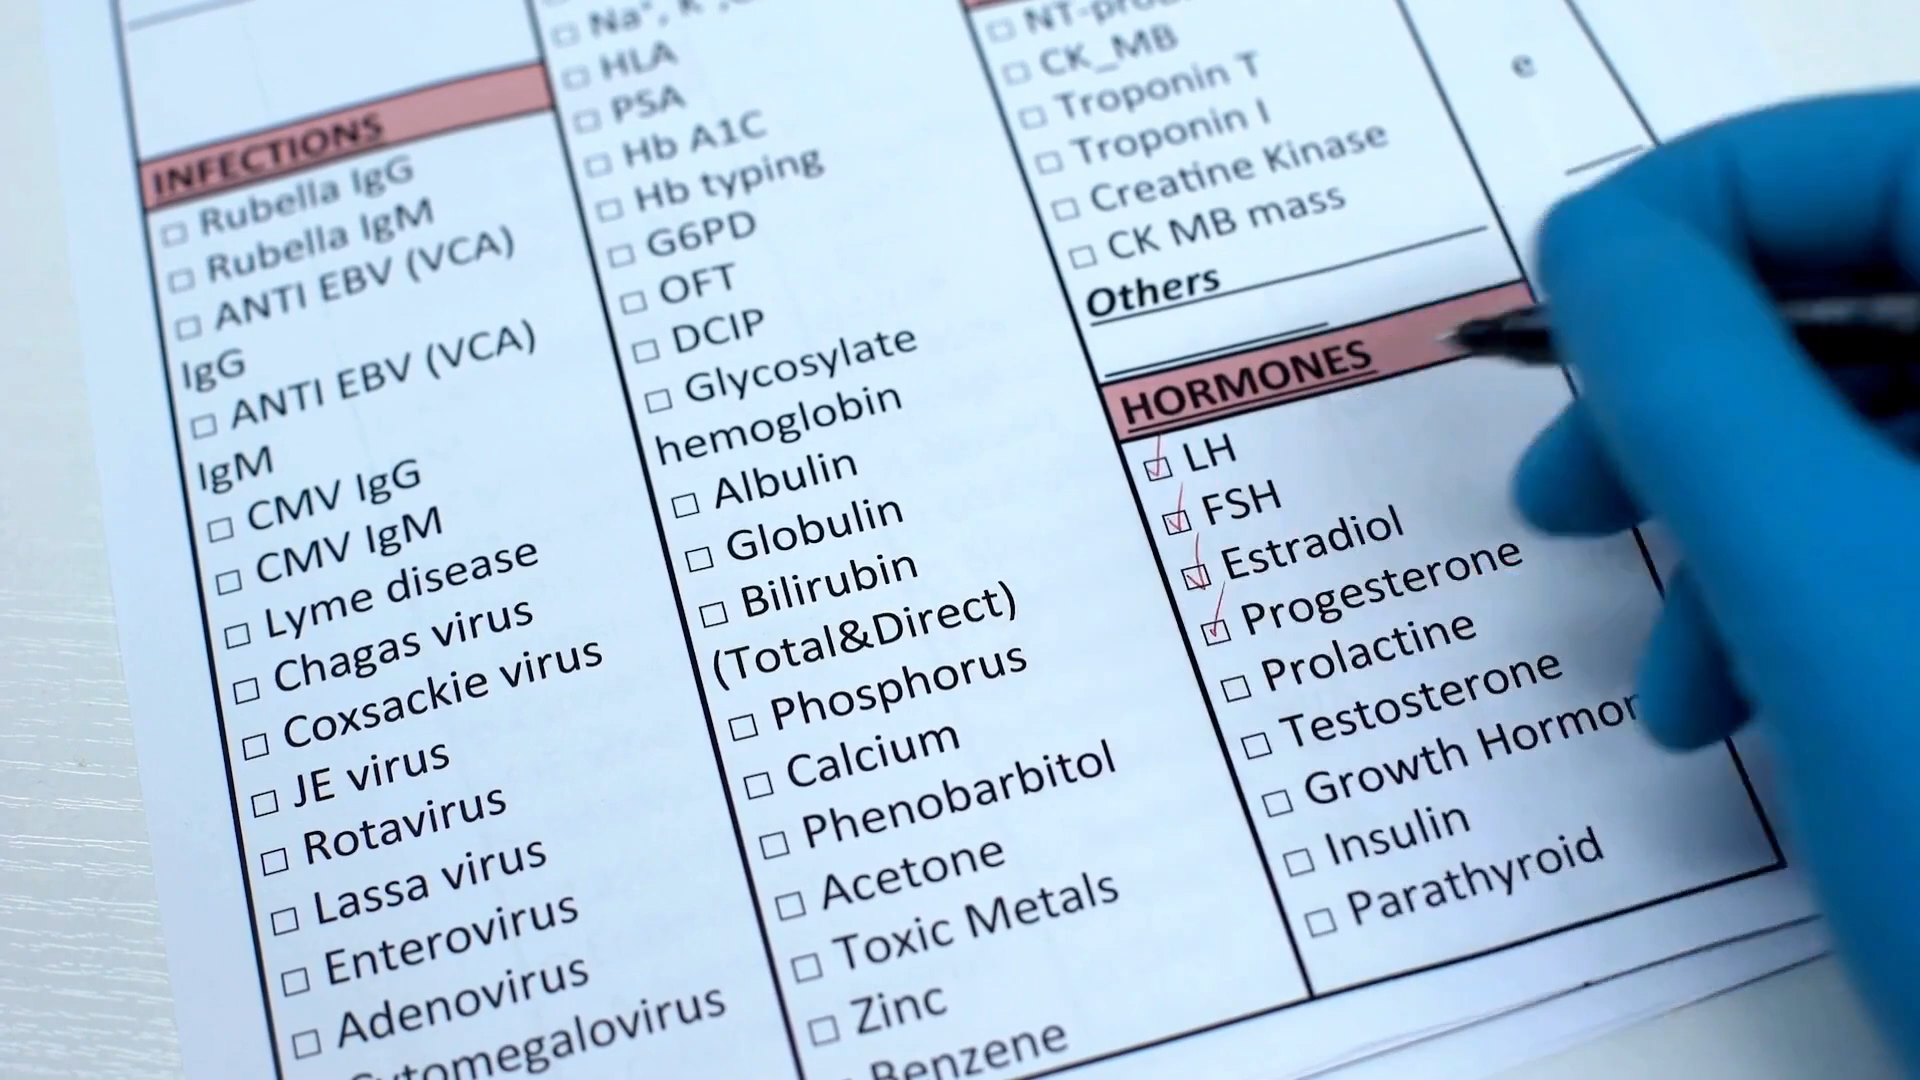 INFECTIONS
☐ Rubella IgG
☐ Rubella IgM
☐ ANTI EBV (VCA)
IgG
☐ ANTI EBV (VCA)
IgM
☐ CMV IgG
☐ CMV IgM
☐ Lyme disease
☐ Chagas virus
☐ Coxsackie virus
☐ JE virus
☐ Rotavirus
☐ Lassa virus
☐ Enterovirus
☐ Adenovirus
☐ HLA
☐ PSA
☐ Hb A1C
☐ Hb typing
☐ G6PD
☐ OFT
☐ DCIP
☐ Glycosylate
hemoglobin
☐ Albulin
☐ Globulin
☐ Bilirubin
(Total&Direct)
☐ Phosphorus
☐ Calcium
☐ Phenobarbitol
☐ Acetone
☐ Toxic Metals
☐ Zinc
Benzene
☐ CK_MB
☐ Troponin T
☐ Troponin I
☐ Creatine Kinase
☐ CK MB mass
Others
HORMONES
☑ LH
☑ FSH
☑ Estradiol
☑ Progesterone
☐ Prolactine
☐ Testosterone
☐ Growth
☐ Insulin
☐ Parathyroid
e